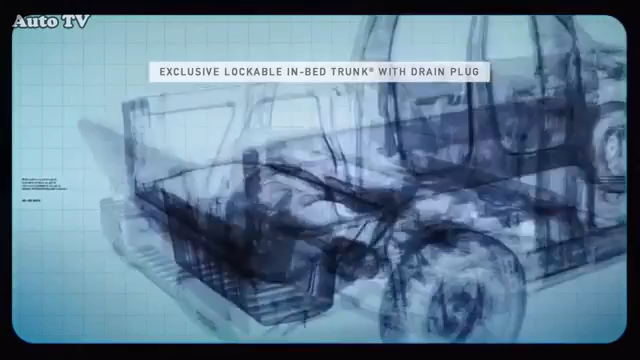 Auto TV
EXCLUSIVE LOCKABLE IN-BED TRUNK® WITH DRAIN PLUG